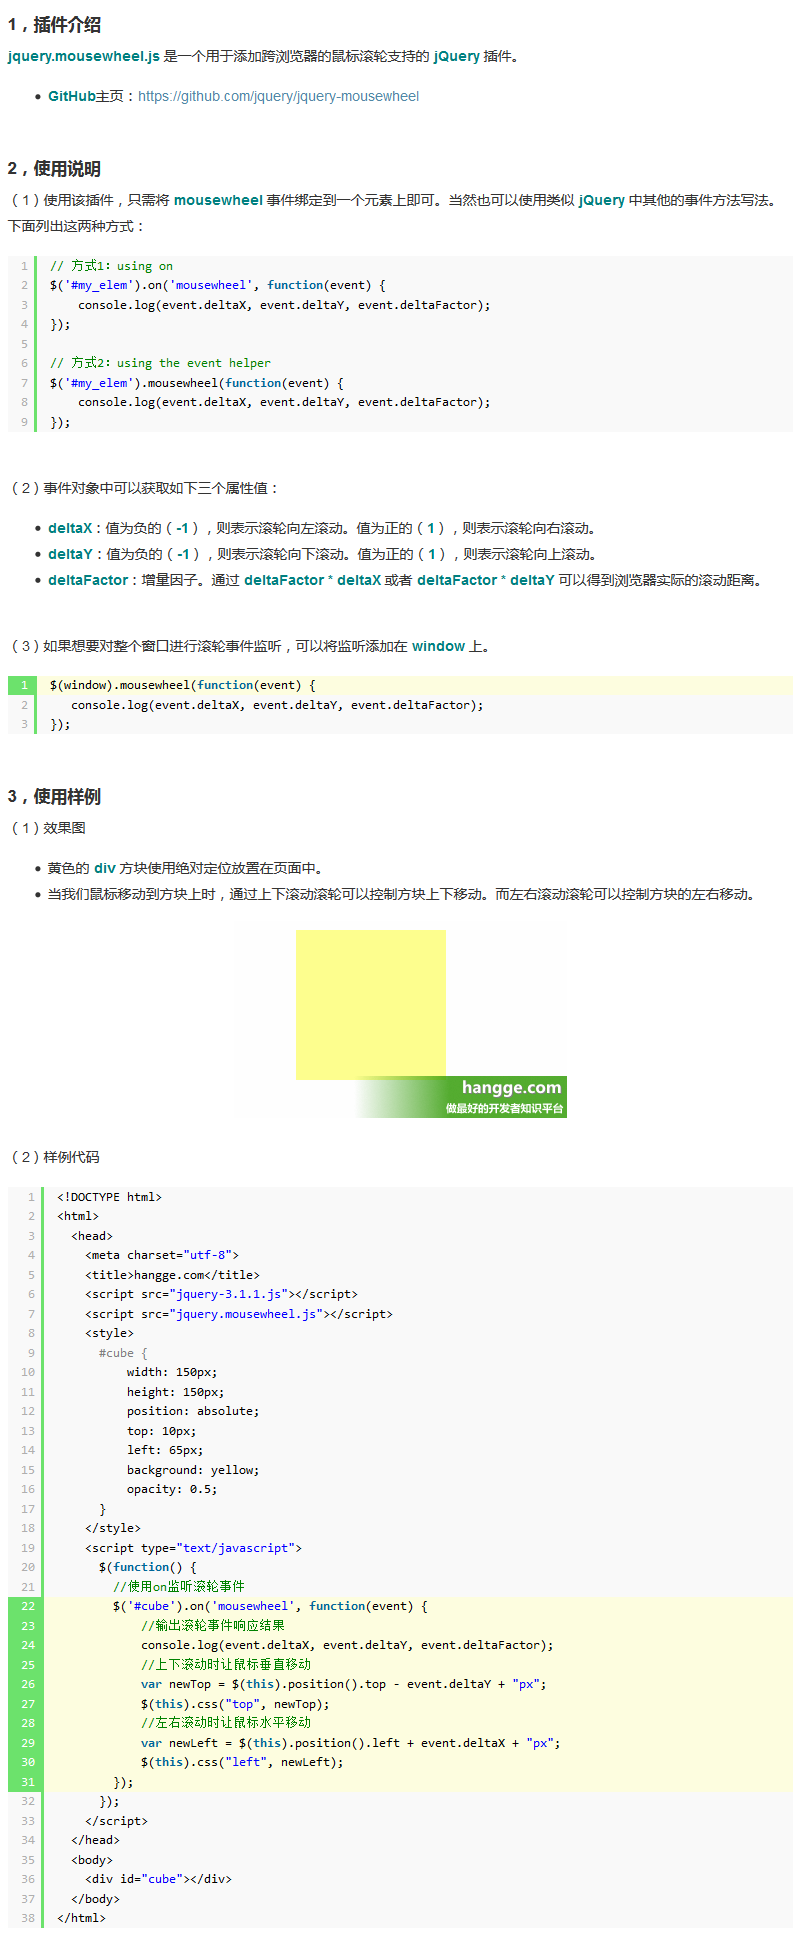 1，插件介绍
jquery.mousewheel.js 是一个用于添加跨浏览器的鼠标滚轮支持的 jQuery 插件。
• GitHub主页：https://github.com/jquery/jquery-mousewheel
2，使用说明
（1）使用该插件，只需将 mousewheel 事件绑定到一个元素上即可。当然也可以使用类似 jQuery 中其他的事件方法写法。
下面列出这两种方式：
1 // 方式1：using on
2 $('#my_elem').on('mousewheel', function(event) {
3     console.log(event.deltaX, event.deltaY, event.deltaFactor);
4 });
5
6 // 方式2：using the event helper
7 $('#my_elem').mousewheel(function(event) {
8     console.log(event.deltaX, event.deltaY, event.deltaFactor);
9 });
（2）事件对象中可以获取如下三个属性值：
• deltaX：值为负的（-1），则表示滚轮向左滚动。值为正的（1），则表示滚轮向右滚动。
• deltaY：值为负的（-1），则表示滚轮向下滚动。值为正的（1），则表示滚轮向上滚动。
• deltaFactor：增量因子。通过 deltaFactor * deltaX 或者 deltaFactor * deltaY 可以得到浏览器实际的滚动距离。
（3）如果想要对整个窗口进行滚轮事件监听，可以将监听添加在 window 上。
1 $(window).mousewheel(function(event) {
2    console.log(event.deltaX, event.deltaY, event.deltaFactor);
3 });
3，使用样例
（1）效果图
• 黄色的 div 方块使用绝对定位放置在页面中。
• 当我们鼠标移动到方块上时，通过上下滚动滚轮可以控制方块上下移动。而左右滚动滚轮可以控制方块的左右移动。
hangge.com
做最好的开发者知识平台
（2）样例代码
1 <!DOCTYPE html>
2 <html>
3   <head>
4     <meta charset="utf-8">
5     <title>hangge.com</title>
6     <script src="jquery-3.1.1.js"></script>
7     <script src="jquery.mousewheel.js"></script>
8     <style>
9       #cube {
10           width: 150px;
11           height: 150px;
12           position: absolute;
13           top: 10px;
14           left: 65px;
15           background: yellow;
16           opacity: 0.5;
17       }
18     </style>
19     <script type="text/javascript">
20       $(function() {
21         //使用on监听滚轮事件
22         $('#cube').on('mousewheel', function(event) {
23             //输出滚轮事件响应结果
24             console.log(event.deltaX, event.deltaY, event.deltaFactor);
25             //上下滚动时让鼠标垂直移动
26             var newTop = $(this).position().top - event.deltaY + "px";
27             $(this).css("top", newTop);
28             //左右滚动时让鼠标水平移动
29             var newLeft = $(this).position().left + event.deltaX + "px";
30             $(this).css("left", newLeft);
31         });
32       });
33     </script>
34   </head>
35   <body>
36     <div id="cube"></div>
37   </body>
38 </html>